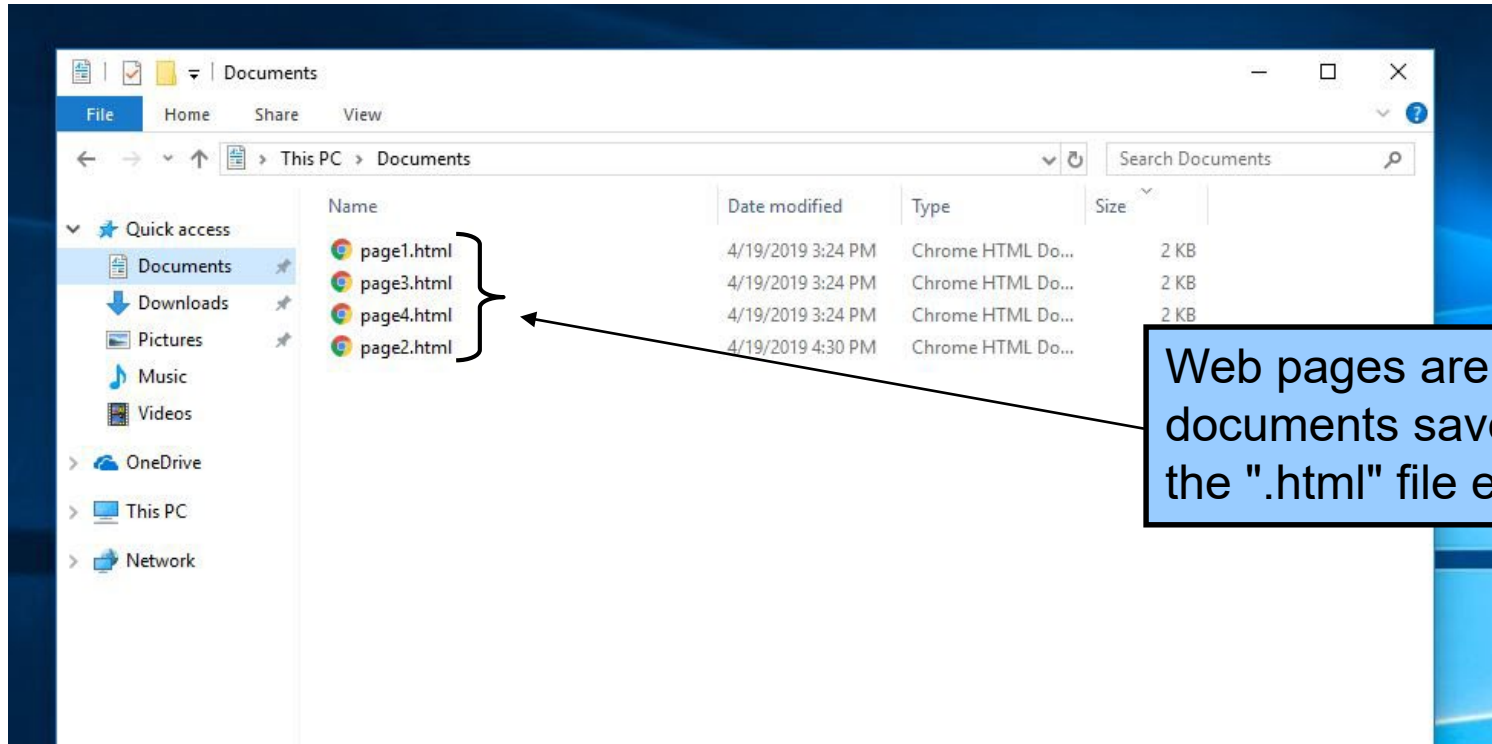 Documents
File Home Share View
This PC > Documents
Search Documents
Name Date modified Type Size
Quick access
Documents
Downloads
Pictures
Music
Videos
OneDrive
This PC
Network
page1.html 4/19/2019 3:24 PM Chrome HTML Do... 2 KB
page3.html 4/19/2019 3:24 PM Chrome HTML Do... 2 KB
page4.html 4/19/2019 3:24 PM Chrome HTML Do... 2 KB
page2.html 4/19/2019 4:30 PM Chrome HTML Do...
Web pages are
documents sav
the ".html" file